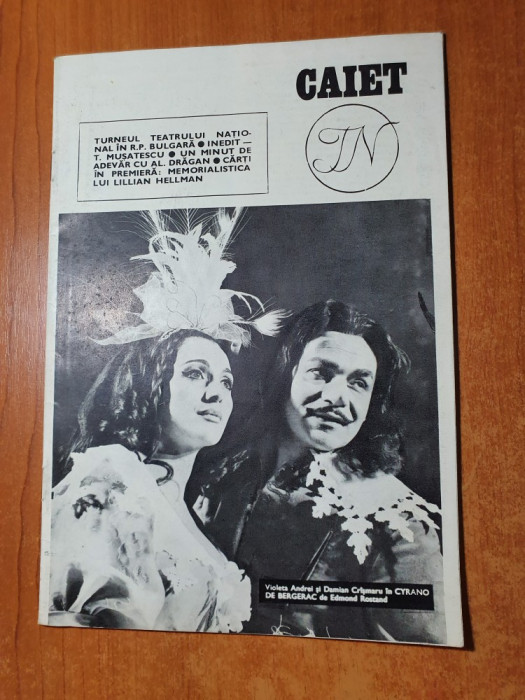 CAIET
TN
TURNEUL TEATRULUI NAȚIO-
NAL ÎN R.P. BULGARĂ ● INEDIT —
T. MUȘATESCU ● UN MINUT DE
ADEVĂR CU AL. DRĂGAN ● CĂRȚI
ÎN PREMIERĂ: MEMORIALISTICA
LUI LILLIAN HELLMAN
Violeta Andrei și Damian Crîșmaru în CYRANO
DE BERGERAC de Edmond Rostand